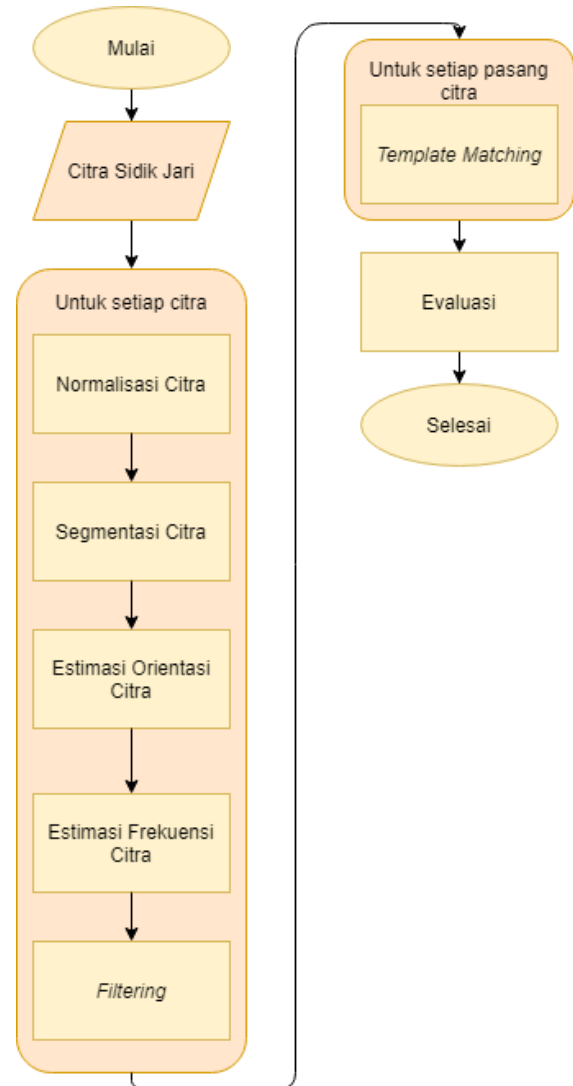 Mulai
Citra Sidik Jari
Untuk setiap citra
Normalisasi Citra
Segmentasi Citra
Estimasi Orientasi
Citra
Estimasi Frekuensi
Citra
Filtering
Untuk setiap pasang
citra
Template Matching
Evaluasi
Selesai